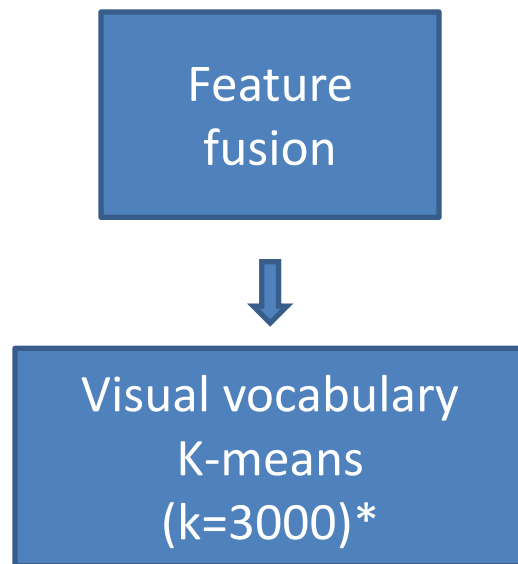 Feature
fusion
Visual vocabulary
K-means
(k=3000)*